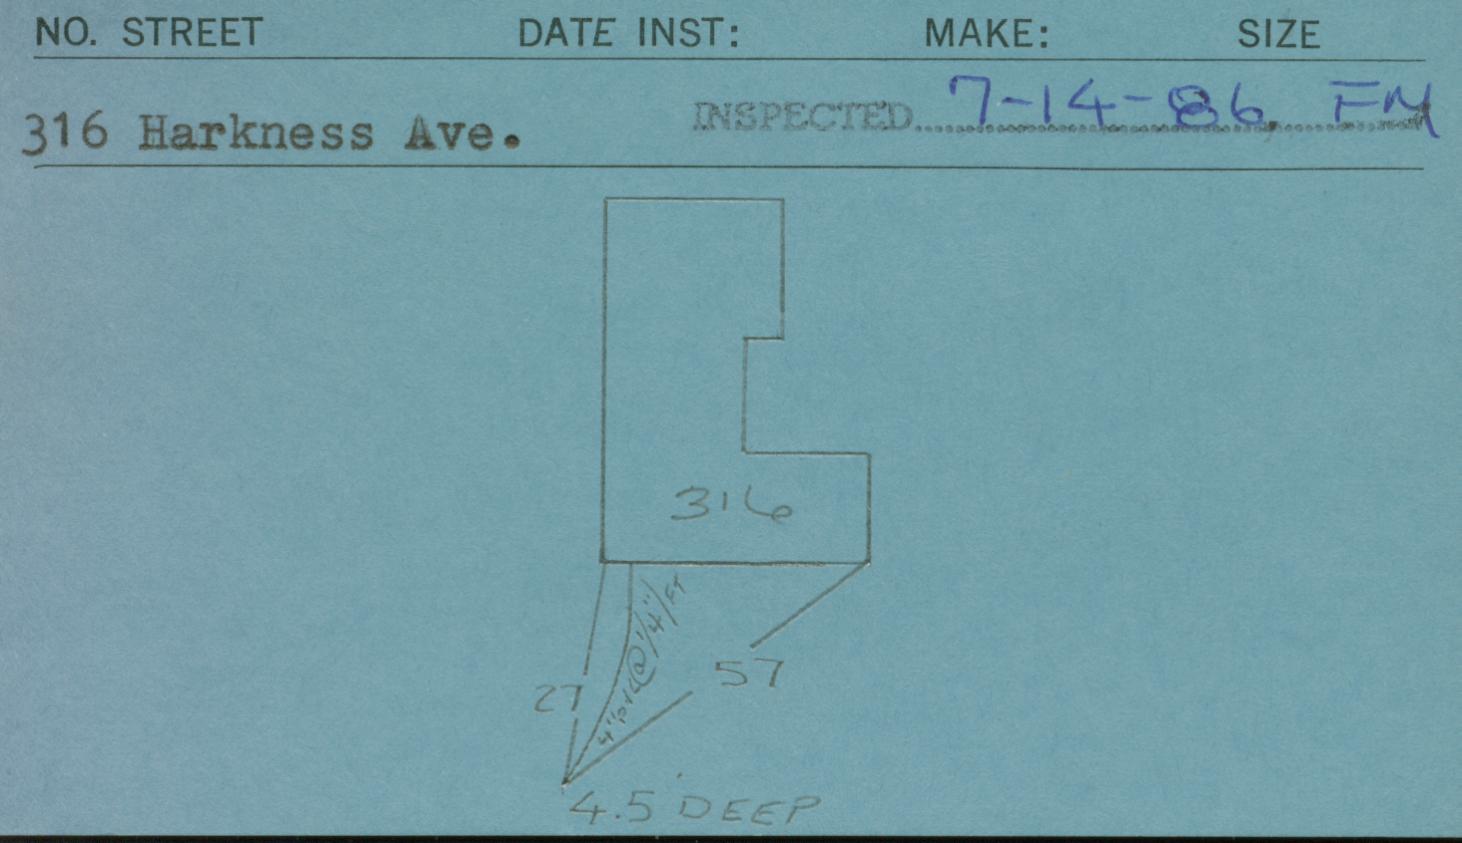 NO. STREET DATE INST: MAKE: SIZE
316 Harkness Ave. INSPECTED 7-14-86 FM
316
4" PVC @ 1/4"/FT
57
27
4.5 DEEP